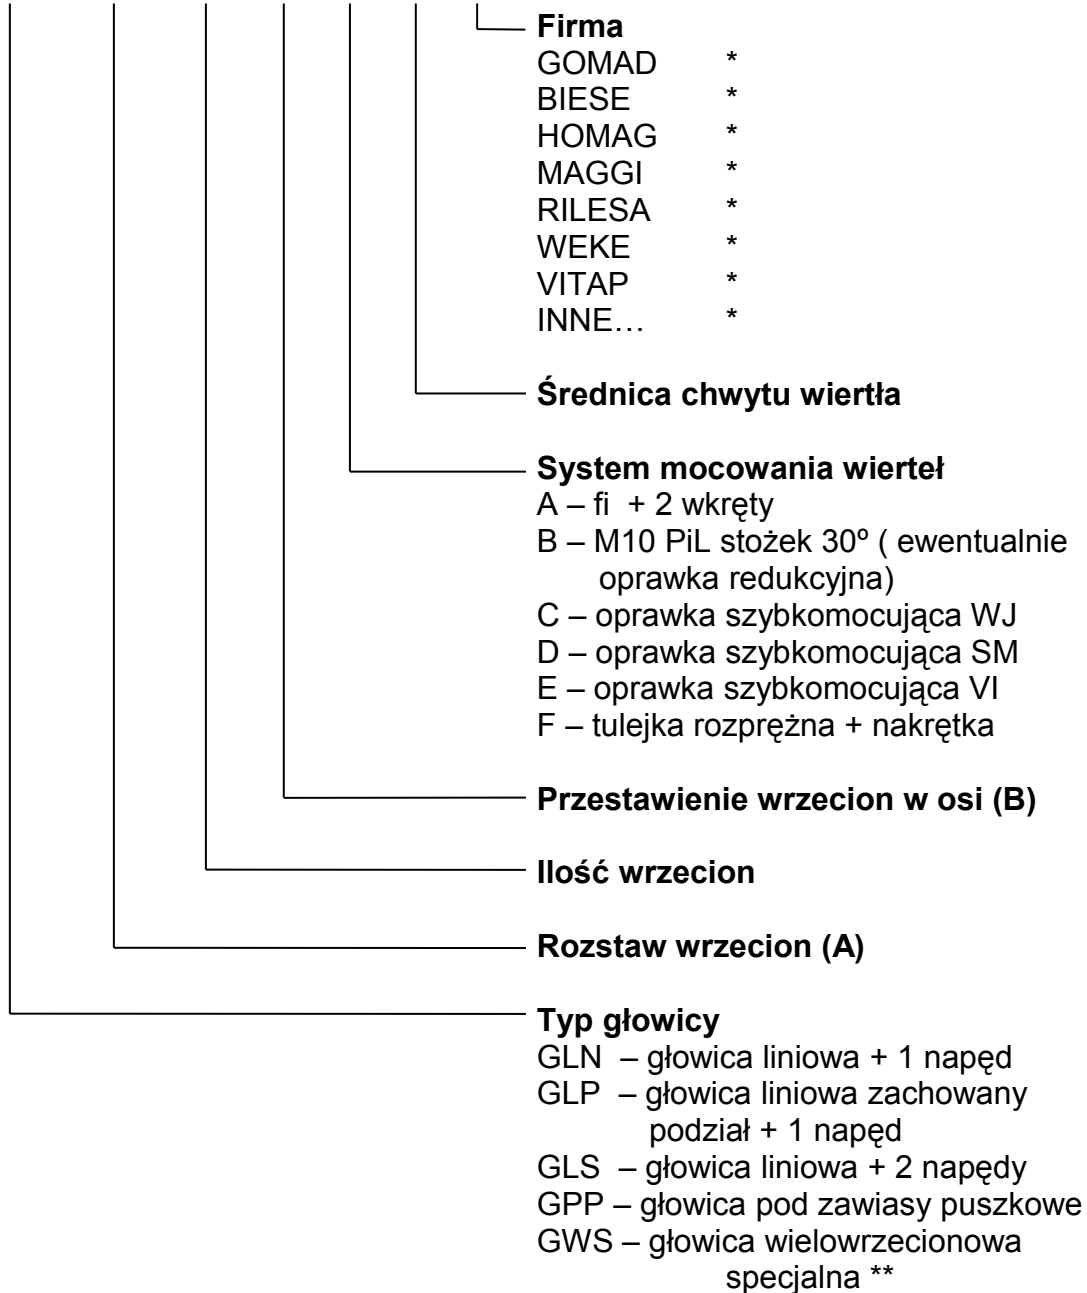 Firma
GOMAD *
BIESE *
HOMAG *
MAGGI *
RILESA *
WEKE *
VITAP *
INNE… *
Średnica chwytu wiertła
System mocowania wierteł
A – fi + 2 wkręty
B – M10 PiL stożek 30º ( ewentualnie
oprawka redukcyjna)
C – oprawka szybkomocująca WJ
D – oprawka szybkomocująca SM
E – oprawka szybkomocująca VI
F – tulejka rozprężna + nakrętka
Przestawienie wrzecion w osi (B)
Ilość wrzecion
Rozstaw wrzecion (A)
Typ głowicy
GLN – głowica liniowa + 1 napęd
GLP – głowica liniowa zachowany
podział + 1 napęd
GLS – głowica liniowa + 2 napędy
GPP – głowica pod zawiasy puszkowe
GWS – głowica wielowrzecionowa
specjalna **